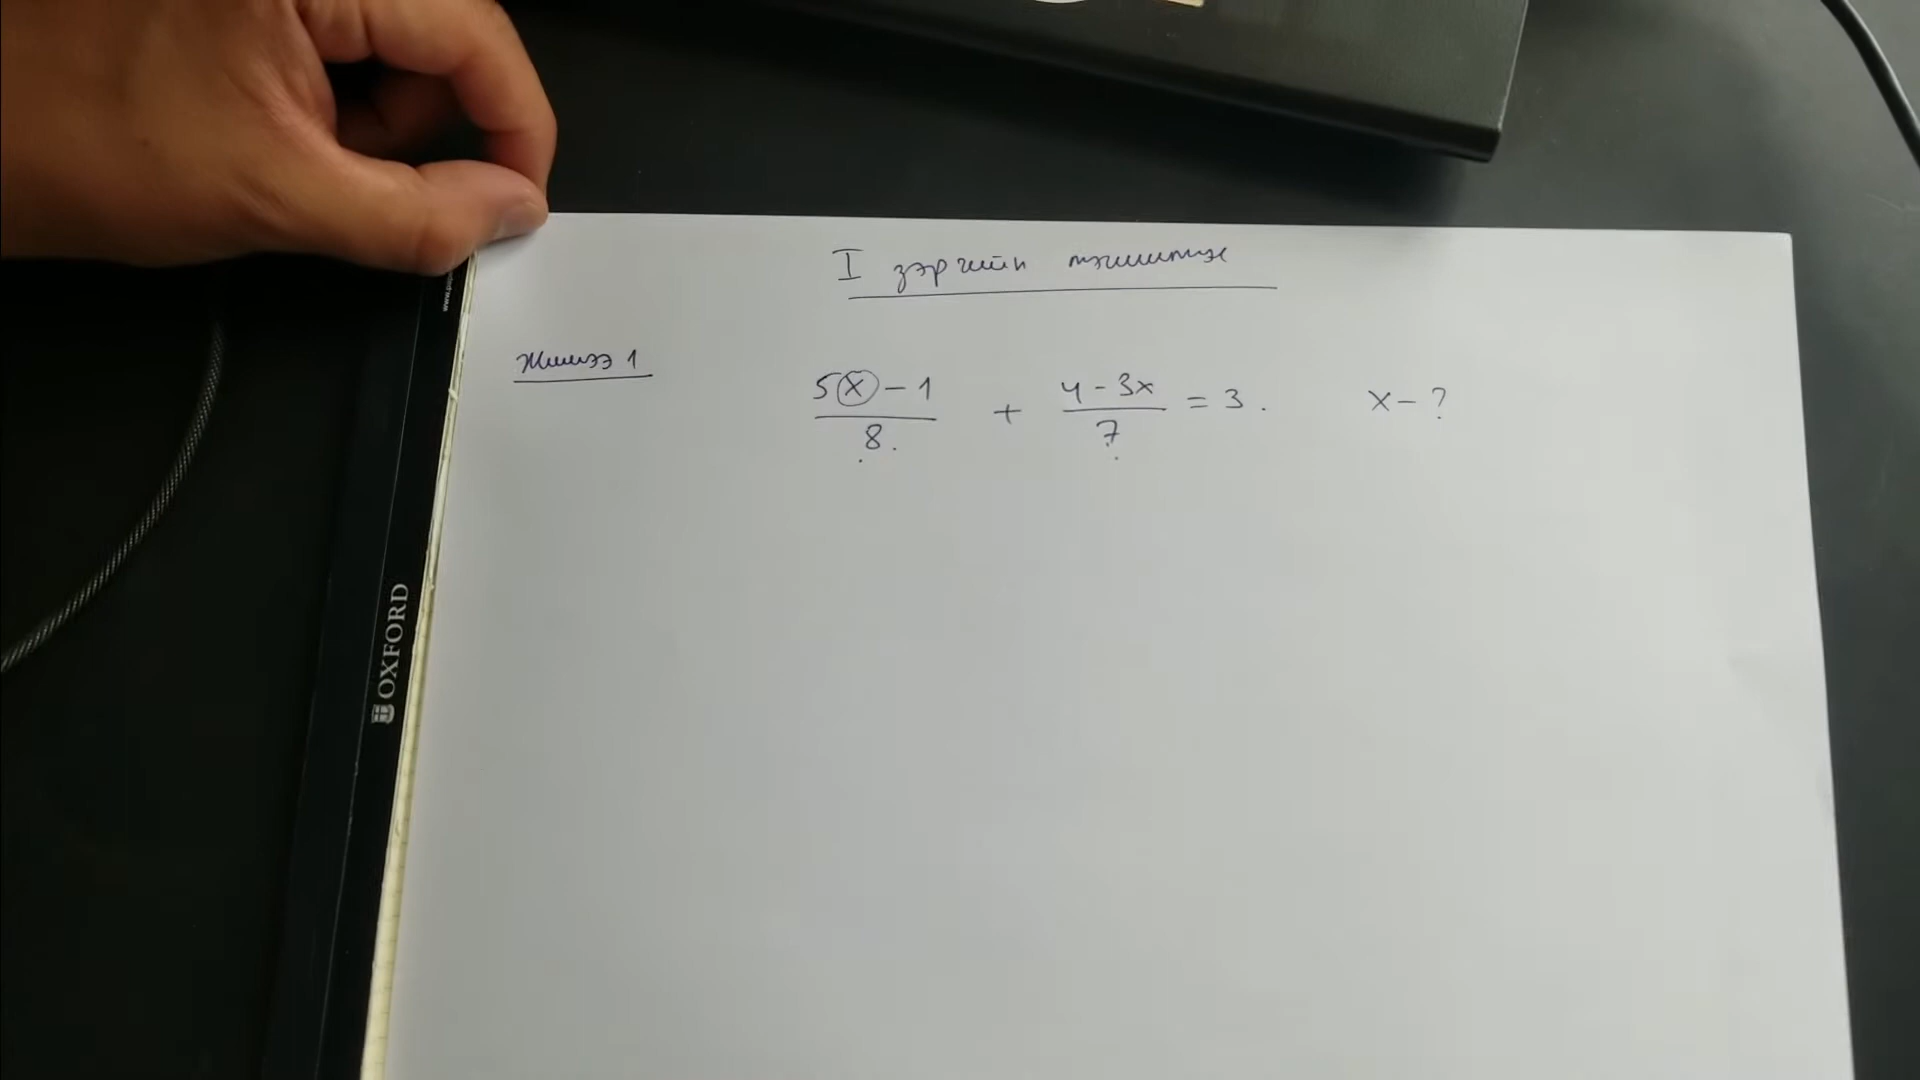 I зэргийн тэгшитгэл
Жишээ 1
5x - 1 / 8 + 4 - 3x / 7 = 3. x - ?
OXFORD